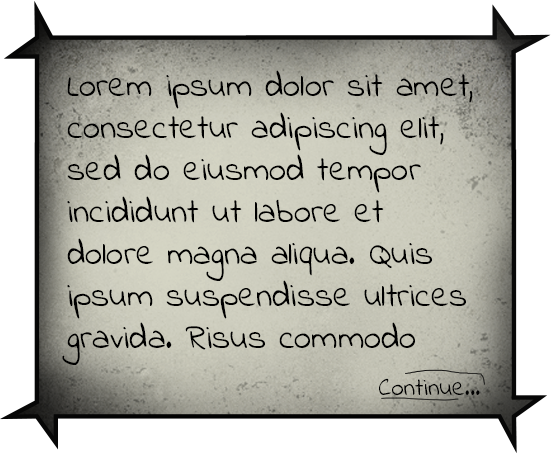 Lorem ipsum dolor sit amet,
consectetur adipiscing elit,
sed do eiusmod tempor
incididunt ut labore et
dolore magna aliqua. Quis
ipsum suspendisse ultrices
gravida. Risus commodo
Continue...